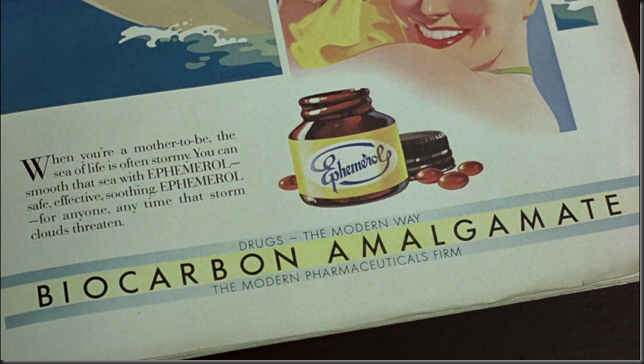 When you're a mother-to-be, the
sea of life is often stormy. You can
smooth that sea with EPHEMEROL—
safe, effective, soothing. EPHEMEROL
—for anyone, any time that storm
clouds threaten.
Ephemerol
DRUGS – THE MODERN WAY
BIOCARBON AMALGAMATE
THE MODERN PHARMACEUTICALS FIRM